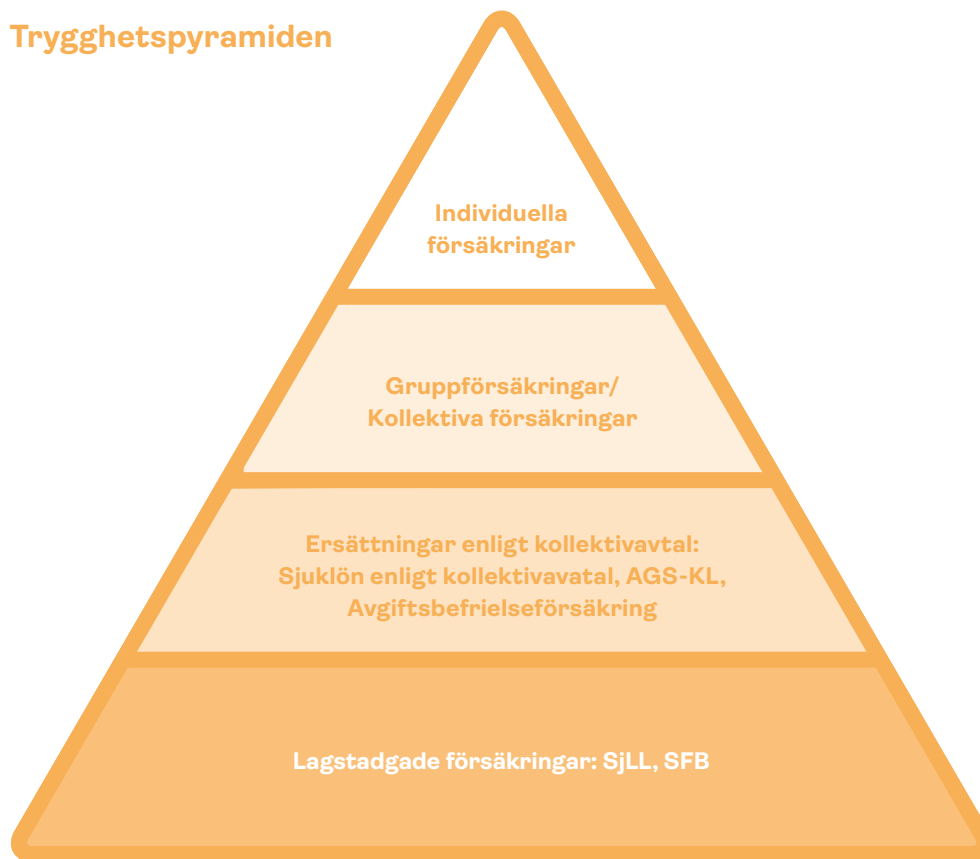 Trygghetspyramiden
Individuella
försäkringar
Gruppförsäkringar/
Kollektiva försäkringar
Ersättningar enligt kollektivavtal:
Sjuklön enligt kollektivavatal, AGS-KL,
Avgiftsbefrielseförsäkring
Lagstadgade försäkringar: SjLL, SFB